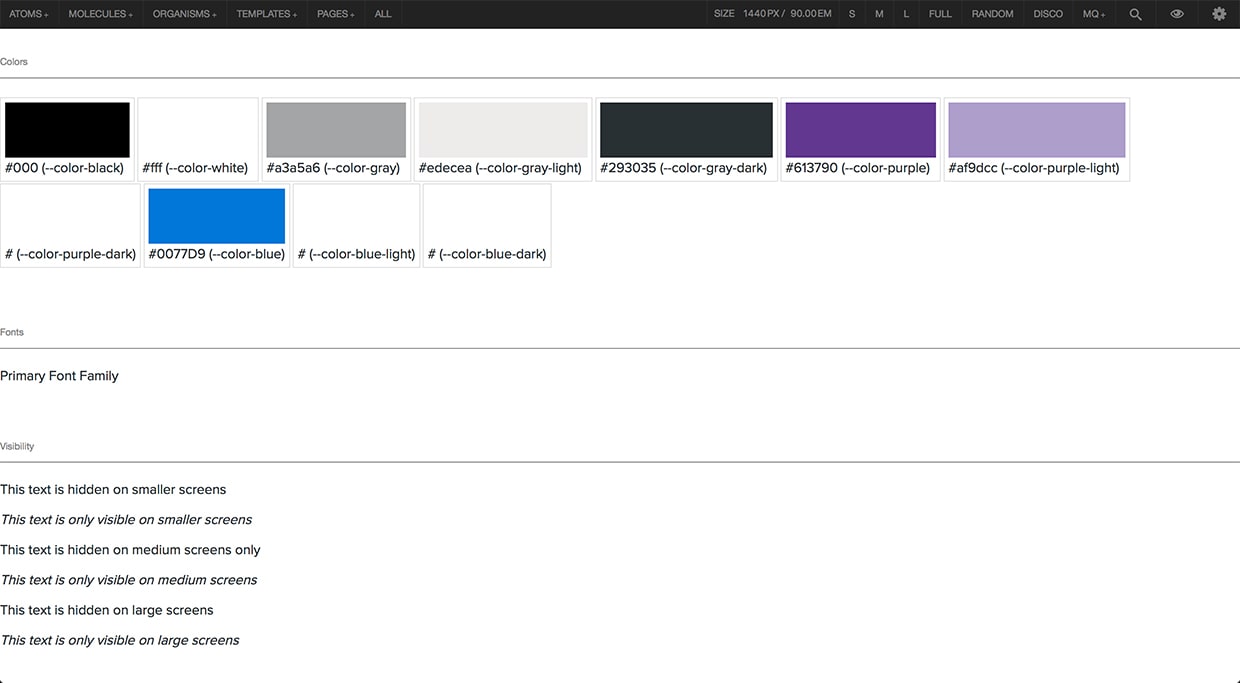 ATOMS+ MOLECULES+ ORGANISMS+ TEMPLATES+ PAGES+ ALL SIZE 1440PX / 90.00EM S M L FULL RANDOM DISCO MQ+
Colors
#000 (--color-black) #fff (--color-white) #a3a5a6 (--color-gray) #edecea (--color-gray-light) #293035 (--color-gray-dark) #613790 (--color-purple) #af9dcc (--color-purple-light)
# (--color-purple-dark) #0077D9 (--color-blue) # (--color-blue-light) # (--color-blue-dark)
Fonts
Primary Font Family
Visibility
This text is hidden on smaller screens
This text is only visible on smaller screens
This text is hidden on medium screens only
This text is only visible on medium screens
This text is hidden on large screens
This text is only visible on large screens